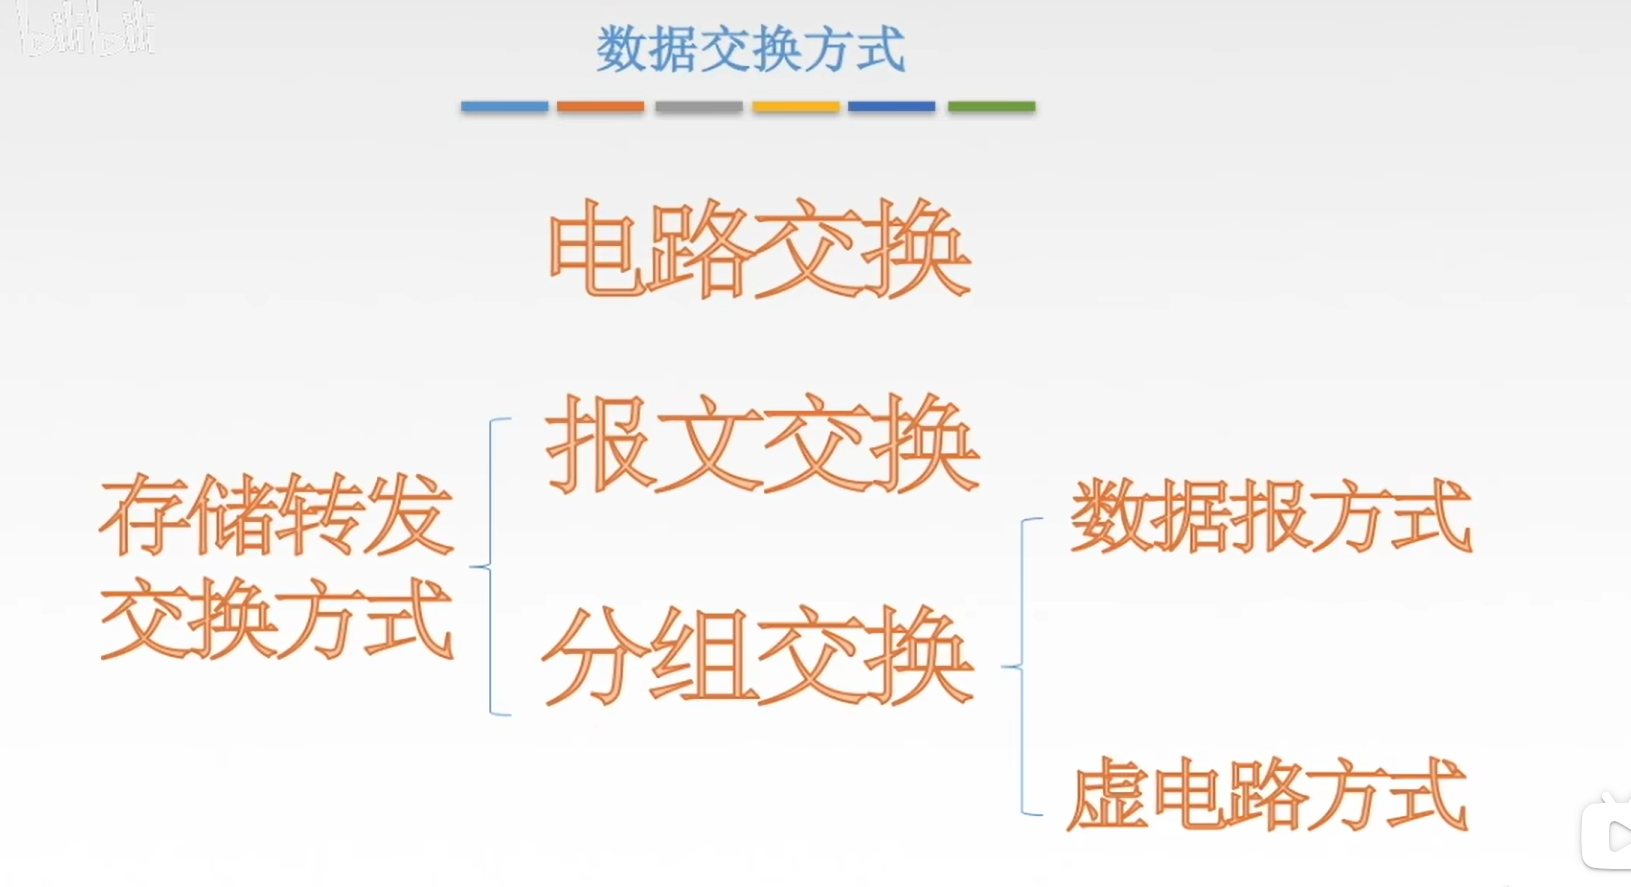 bilibili
数据交换方式
电路交换
报文交换
存储转发
交换方式
分组交换
数据报方式
虚电路方式